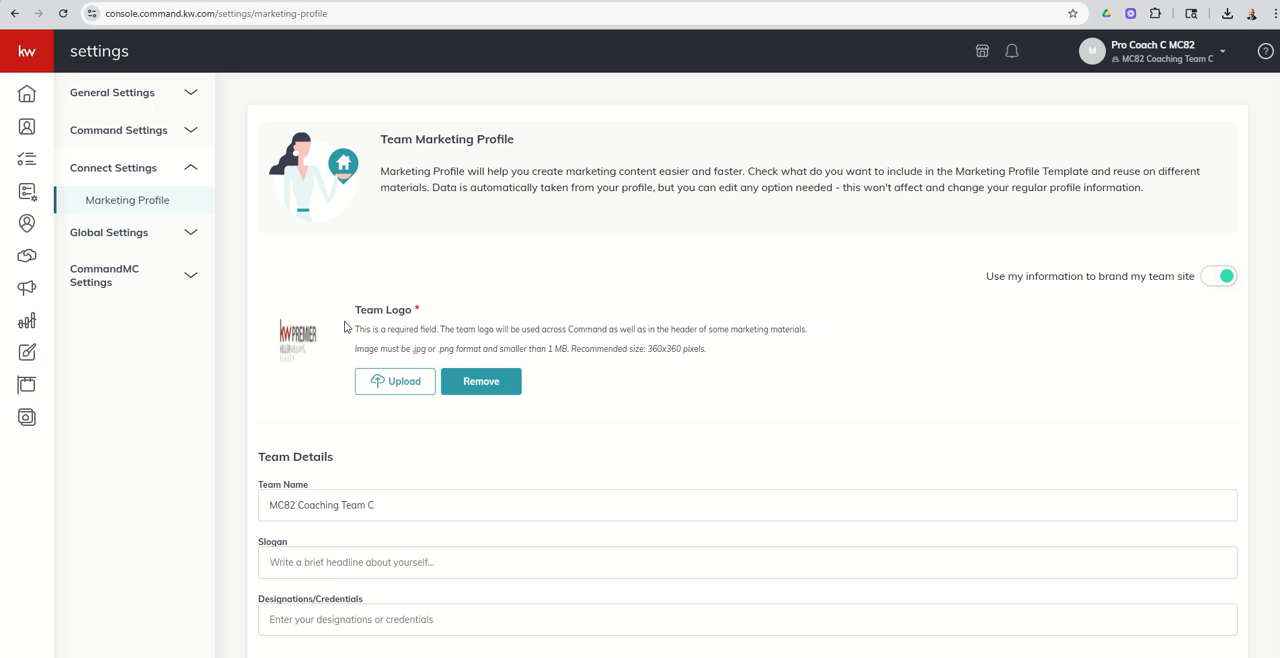 console.command.kw.com/settings/marketing-profile
kw
settings
M
Pro Coach C MC82
MC82 Coaching Team C
?
General Settings
Command Settings
Connect Settings
Marketing Profile
Global Settings
CommandMC
Settings
Team Marketing Profile
Marketing Profile will help you create marketing content easier and faster. Check what do you want to include in the Marketing Profile Template and reuse on different
materials. Data is automatically taken from your profile, but you can edit any option needed - this won't affect and change your regular profile information.
Use my information to brand my team site
kw PREMIER
KELLERWILLIAMS
REALTY
Team Logo *
This is a required field. The team logo will be used across Command as well as in the header of some marketing materials.
Image must be .jpg or .png format and smaller than 1 MB. Recommended size: 360x360 pixels.
Upload
Remove
Team Details
Team Name
MC82 Coaching Team C
Slogan
Write a brief headline about yourself...
Designations/Credentials
Enter your designations or credentials